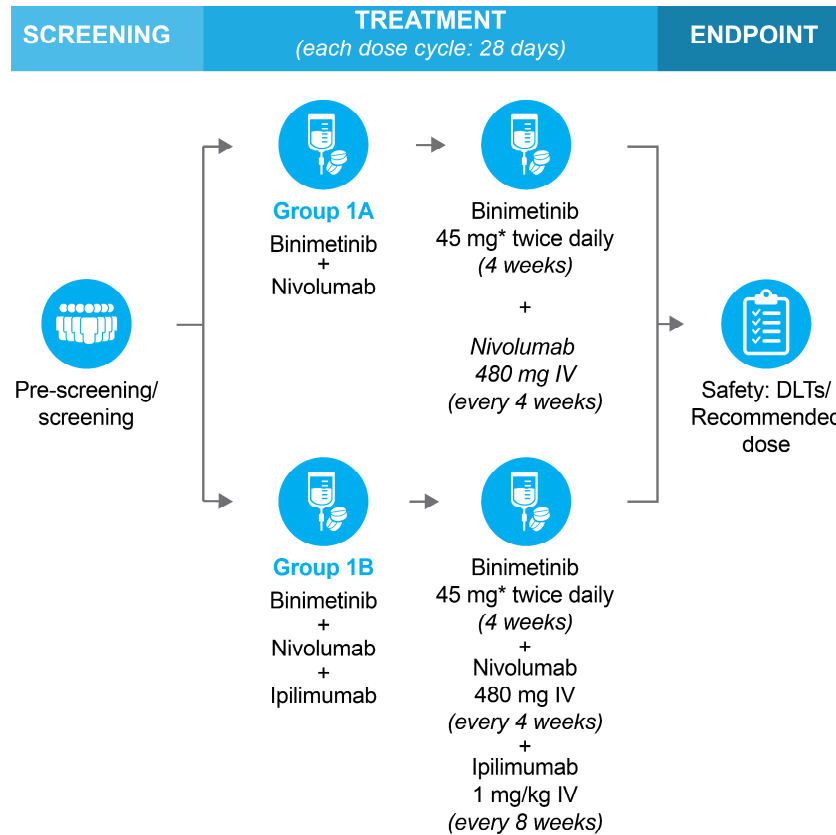 SCREENING
TREATMENT
(each dose cycle: 28 days)
ENDPOINT
Pre-screening/
screening
Group 1A
Binimetinib
+
Nivolumab
Binimetinib
45 mg* twice daily
(4 weeks)
+
Nivolumab
480 mg IV
(every 4 weeks)
Group 1B
Binimetinib
+
Nivolumab
+
Ipilimumab
Binimetinib
45 mg* twice daily
(4 weeks)
+
Nivolumab
480 mg IV
(every 4 weeks)
+
Ipilimumab
1 mg/kg IV
(every 8 weeks)
Safety: DLTs/
Recommended
dose